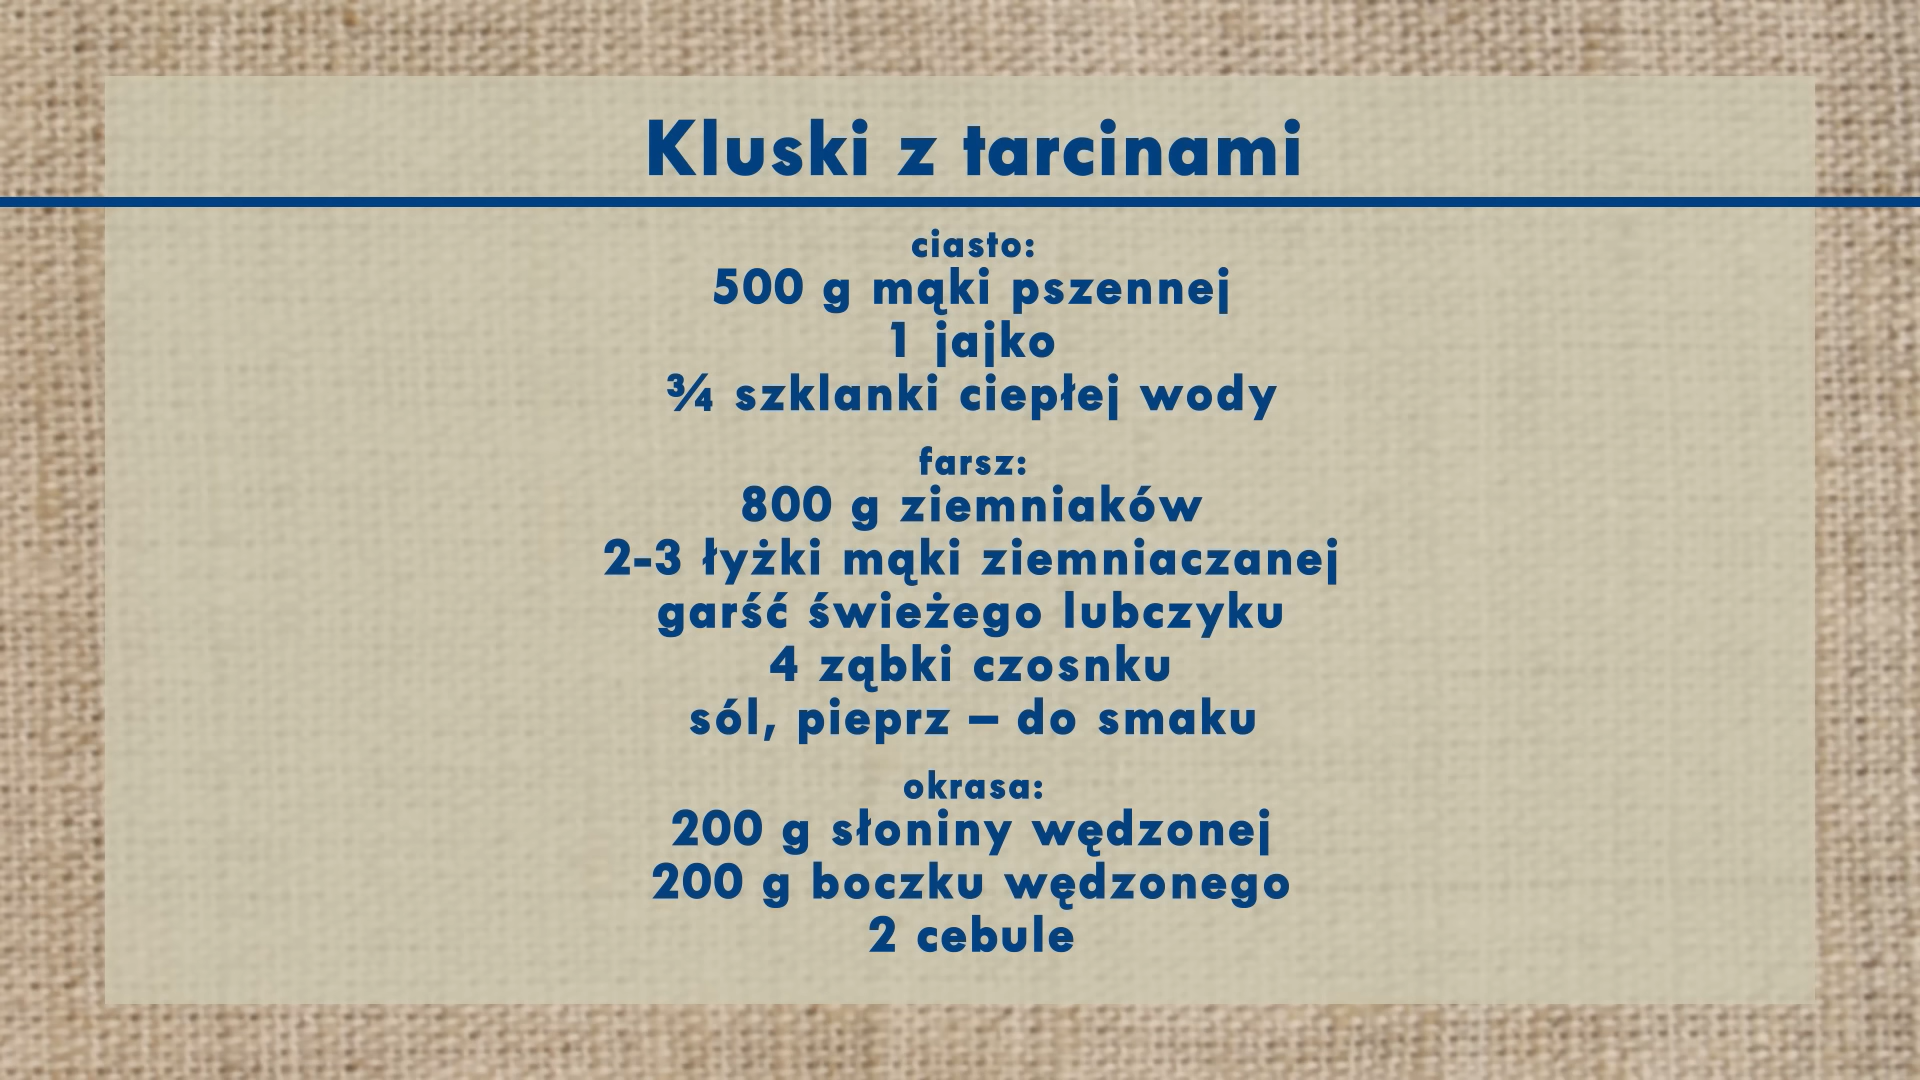 Kluski z tarcinami
ciasto:
500 g mąki pszennej
1 jajko
¾ szklanki ciepłej wody
farsz:
800 g ziemniaków
2-3 łyżki mąki ziemniaczanej
garść świeżego lubczyku
4 ząbki czosnku
sól, pieprz – do smaku
okrasa:
200 g słoniny wędzonej
200 g boczku wędzonego
2 cebule